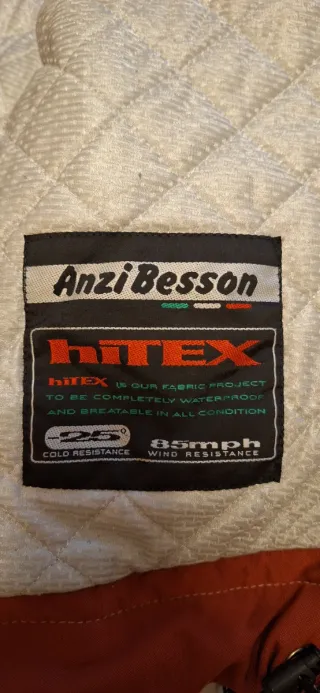 AnziBesson
hiTEX
hiTEX IS OUR FABRIC PROJECT
TO BE COMPLETELY WATERPROOF
AND BREATABLE IN ALL CONDITION
-25°
COLD RESISTANCE
85mph
WIND RESISTANCE